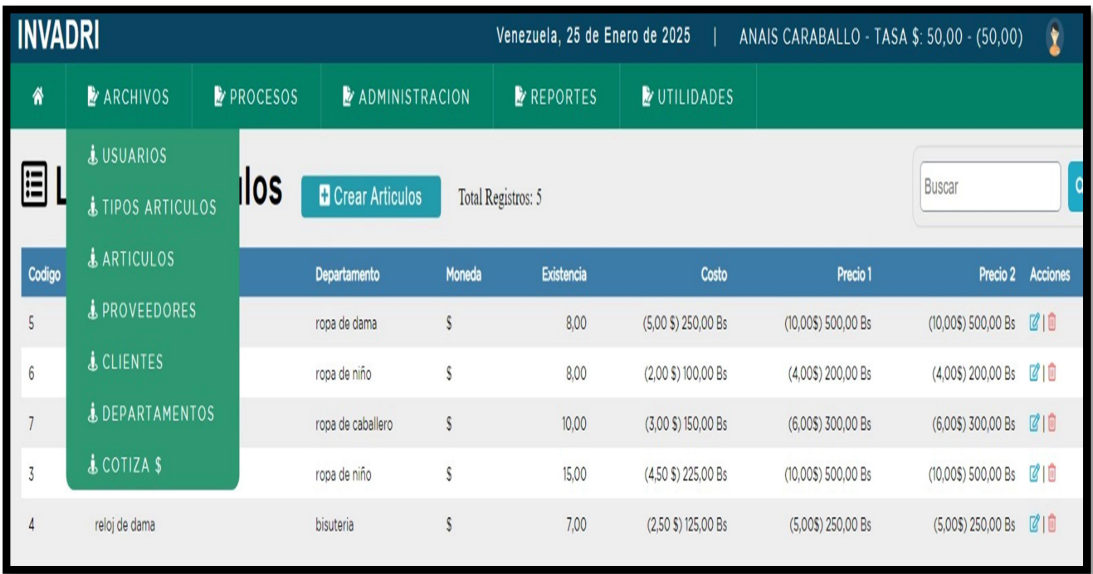 INVADRI
Venezuela, 25 de Enero de 2025 | ANAIS CARABALLO - TASA $: 50,00 - (50,00)
ARCHIVOS PROCESOS ADMINISTRACION REPORTES UTILIDADES
USUARIOS
TIPOS ARTICULOS
ARTICULOS
PROVEEDORES
CLIENTES
DEPARTAMENTOS
COTIZA $
Crear Articulos Total Registros: 5 Buscar
Codigo Departamento Moneda Existencia Costo Precio 1 Precio 2 Acciones
5 ropa de dama $ 8,00 (5,00 $) 250,00 Bs (10,00$) 500,00 Bs (10,00$) 500,00 Bs |
6 ropa de niño $ 8,00 (2,00 $) 100,00 Bs (4,00$) 200,00 Bs (4,00$) 200,00 Bs |
7 ropa de caballero $ 10,00 (3,00 $) 150,00 Bs (6,00$) 300,00 Bs (6,00$) 300,00 Bs |
3 ropa de niño $ 15,00 (4,50 $) 225,00 Bs (10,00$) 500,00 Bs (10,00$) 500,00 Bs |
4 reloj de dama bisuteria $ 7,00 (2,50 $) 125,00 Bs (5,00$) 250,00 Bs (5,00$) 250,00 Bs |